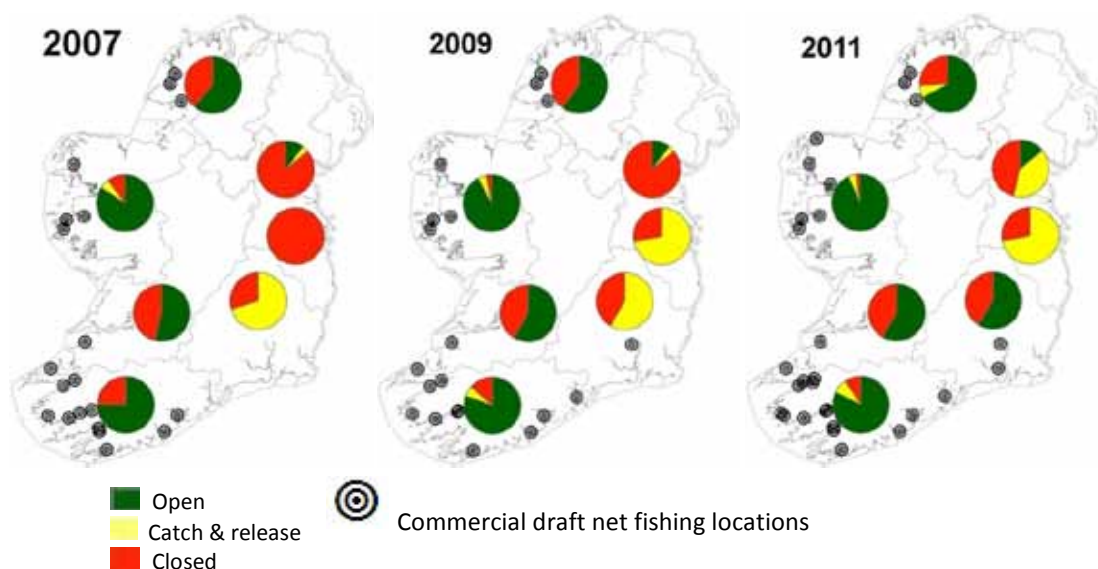 2007
2009
2011
Open
Catch & release
Closed
Commercial draft net fishing locations